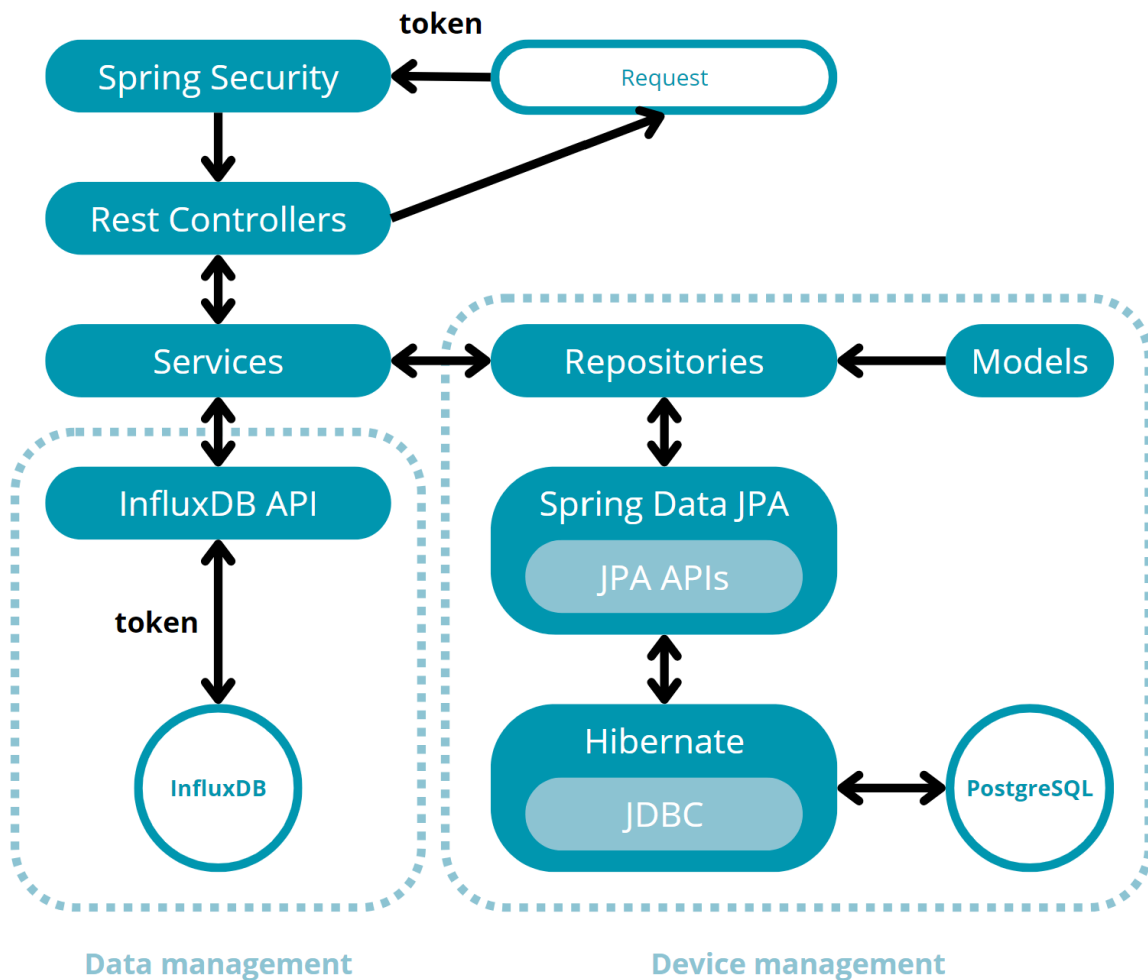 token
Spring Security
Request
Rest Controllers
Services
Repositories
Models
InfluxDB API
Spring Data JPA
JPA APIs
token
Hibernate
InfluxDB
JDBC
PostgreSQL
Data management
Device management